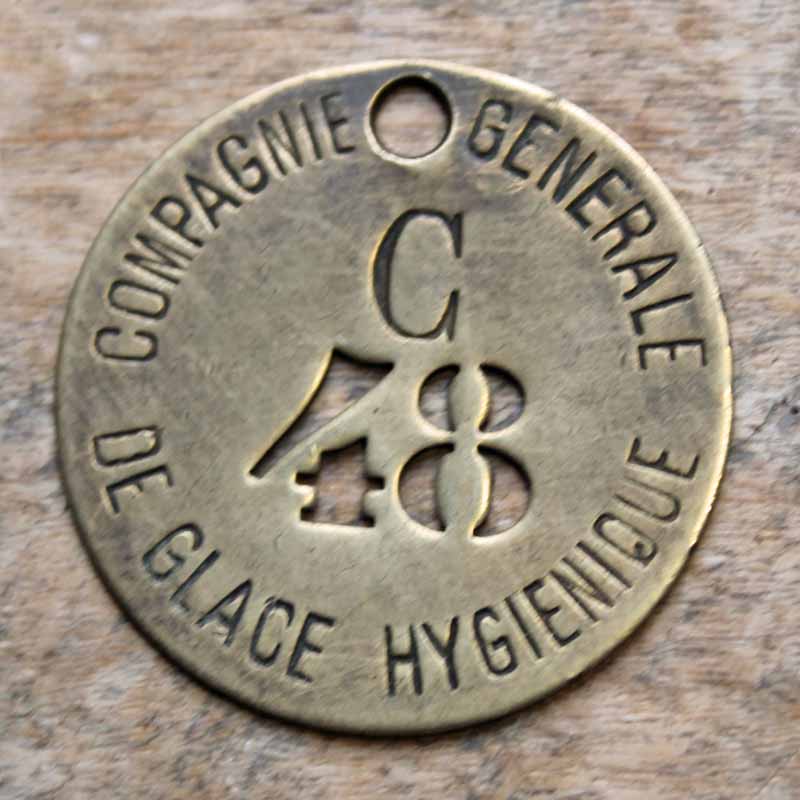 COMPAGNIE GENERALE
C
48
DE GLACE HYGIENIQUE